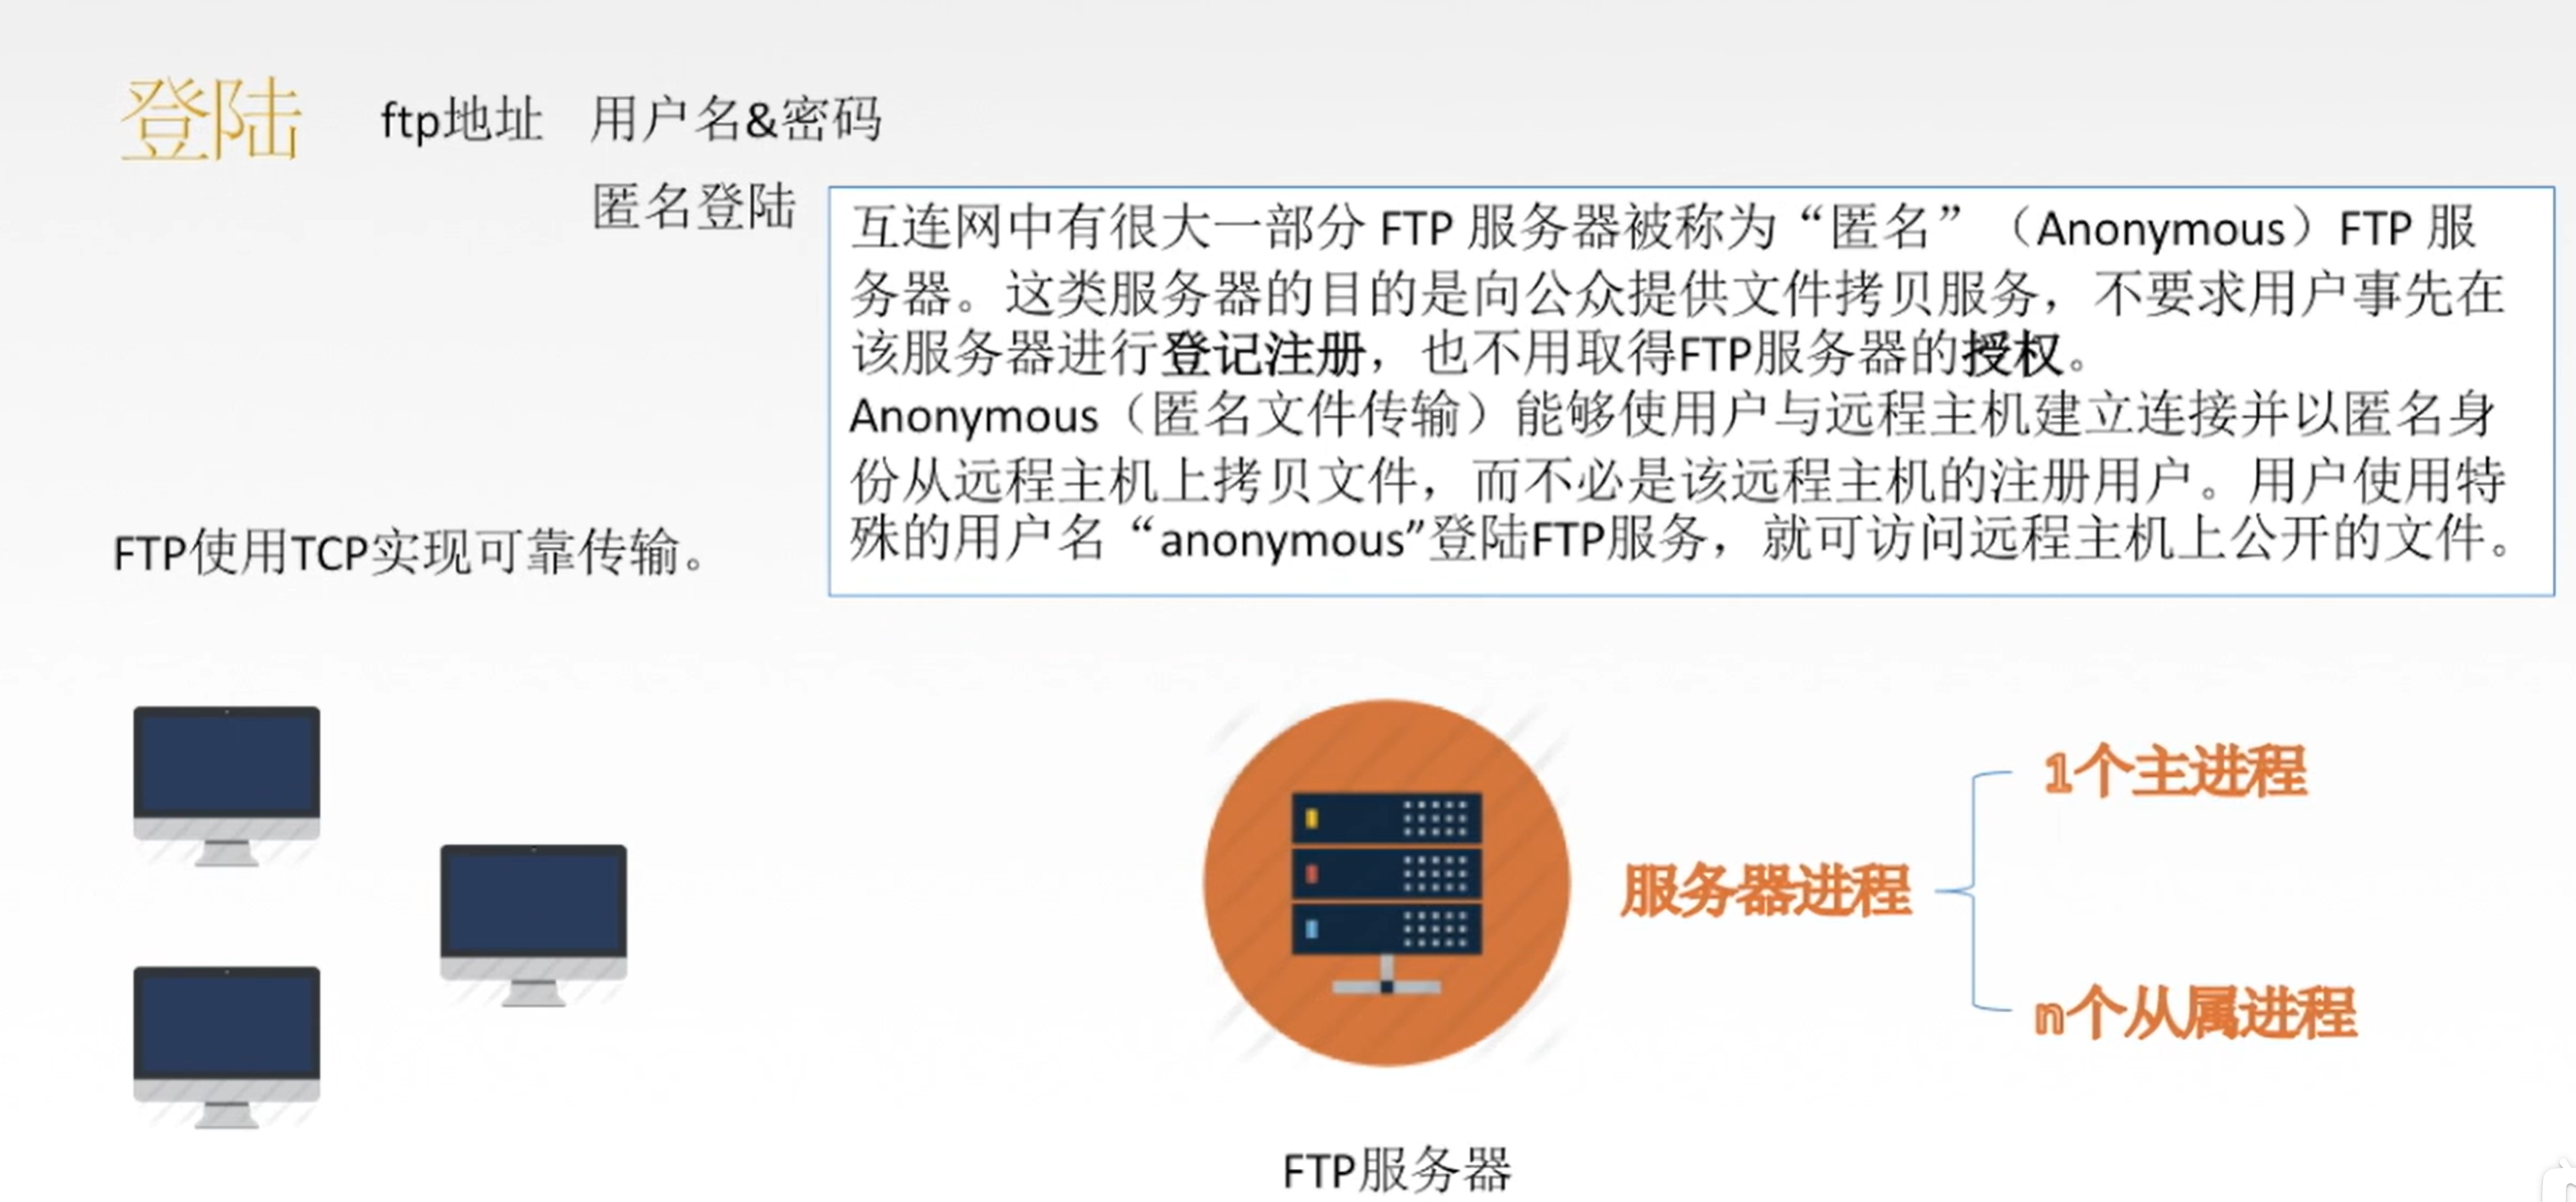 登陆 ftp地址 用户名&密码
匿名登陆
互连网中有很大一部分 FTP 服务器被称为“匿名”（Anonymous）FTP 服
务器。这类服务器的目的是向公众提供文件拷贝服务，不要求用户事先在
该服务器进行登记注册，也不用取得FTP服务器的授权。
Anonymous（匿名文件传输）能够使用户与远程主机建立连接并以匿名身
份从远程主机上拷贝文件，而不必是该远程主机的注册用户。用户使用特
殊的用户名“anonymous”登陆FTP服务，就可访问远程主机上公开的文件。
FTP使用TCP实现可靠传输。
1个主进程
服务器进程
n个从属进程
FTP服务器